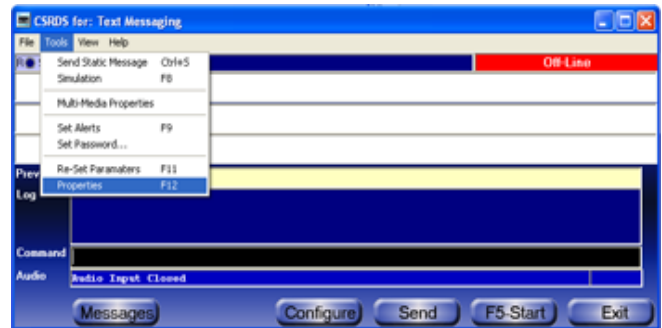 CSRDS for: Text Messaging
File Tools View Help
Off-Line
Send Static Message Ctrl+S
Simulation F8
Multi-Media Properties
Set Alerts F9
Set Password...
Re-Set Paramaters F11
Properties F12
Prev
Log
Command
Audio Audio Input Closed
Messages Configure Send F5-Start Exit